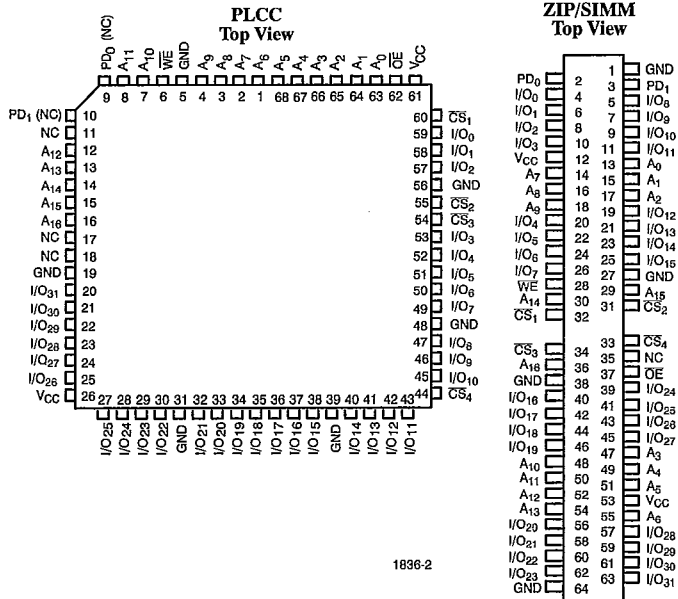 PLCC
Top View
PD₀ (NC) A₁₁ A₁₀ W̅E̅ GND A₉ A₈ A₇ A₆ A₅ A₄ A₃ A₂ A₁ A₀ O̅E̅ VCC
9 8 7 6 5 4 3 2 1 68 67 66 65 64 63 62 61
PD₁ (NC) 10
NC 11
A₁₂ 12
A₁₃ 13
A₁₄ 14
A₁₅ 15
A₁₆ 16
NC 17
NC 18
GND 19
I/O₃₁ 20
I/O₃₀ 21
I/O₂₉ 22
I/O₂₈ 23
I/O₂₇ 24
I/O₂₆ 25
VCC 26
60 C̅S̅₁
59 I/O₀
58 I/O₁
57 I/O₂
56 GND
55 C̅S̅₂
54 C̅S̅₃
53 I/O₃
52 I/O₄
51 I/O₅
50 I/O₆
49 I/O₇
48 GND
47 I/O₈
46 I/O₉
45 I/O₁₀
44 C̅S̅₄
27 28 29 30 31 32 33 34 35 36 37 38 39 40 41 42 43
I/O₂₅ I/O₂₄ I/O₂₃ I/O₂₂ GND I/O₂₁ I/O₂₀ I/O₁₉ I/O₁₈ I/O₁₇ I/O₁₆ I/O₁₅ GND I/O₁₄ I/O₁₃ I/O₁₂ I/O₁₁
1836-2
ZIP/SIMM
Top View
1 GND
PD₀ 2
3 PD₁
I/O₀ 4
5 I/O₈
I/O₁ 6
7 I/O₉
I/O₂ 8
9 I/O₁₀
I/O₃ 10
11 I/O₁₁
VCC 12
13 A₀
A₇ 14
15 A₁
A₈ 16
17 A₂
A₉ 18
19 I/O₁₂
I/O₄ 20
21 I/O₁₃
I/O₅ 22
23 I/O₁₄
I/O₆ 24
25 I/O₁₅
I/O₇ 26
27 GND
W̅E̅ 28
29 A₁₅
A₁₄ 30
31 C̅S̅₂
C̅S̅₁ 32
33 C̅S̅₄
C̅S̅₃ 34
35 NC
A₁₆ 36
37 O̅E̅
GND 38
39 I/O₂₄
I/O₁₆ 40
41 I/O₂₅
I/O₁₇ 42
43 I/O₂₆
I/O₁₈ 44
45 I/O₂₇
I/O₁₉ 46
47 A₃
A₁₀ 48
49 A₄
A₁₁ 50
51 A₅
A₁₂ 52
53 VCC
A₁₃ 54
55 A₆
I/O₂₀ 56
57 I/O₂₈
I/O₂₁ 58
59 I/O₂₉
I/O₂₂ 60
61 I/O₃₀
I/O₂₃ 62
63 I/O₃₁
GND 64